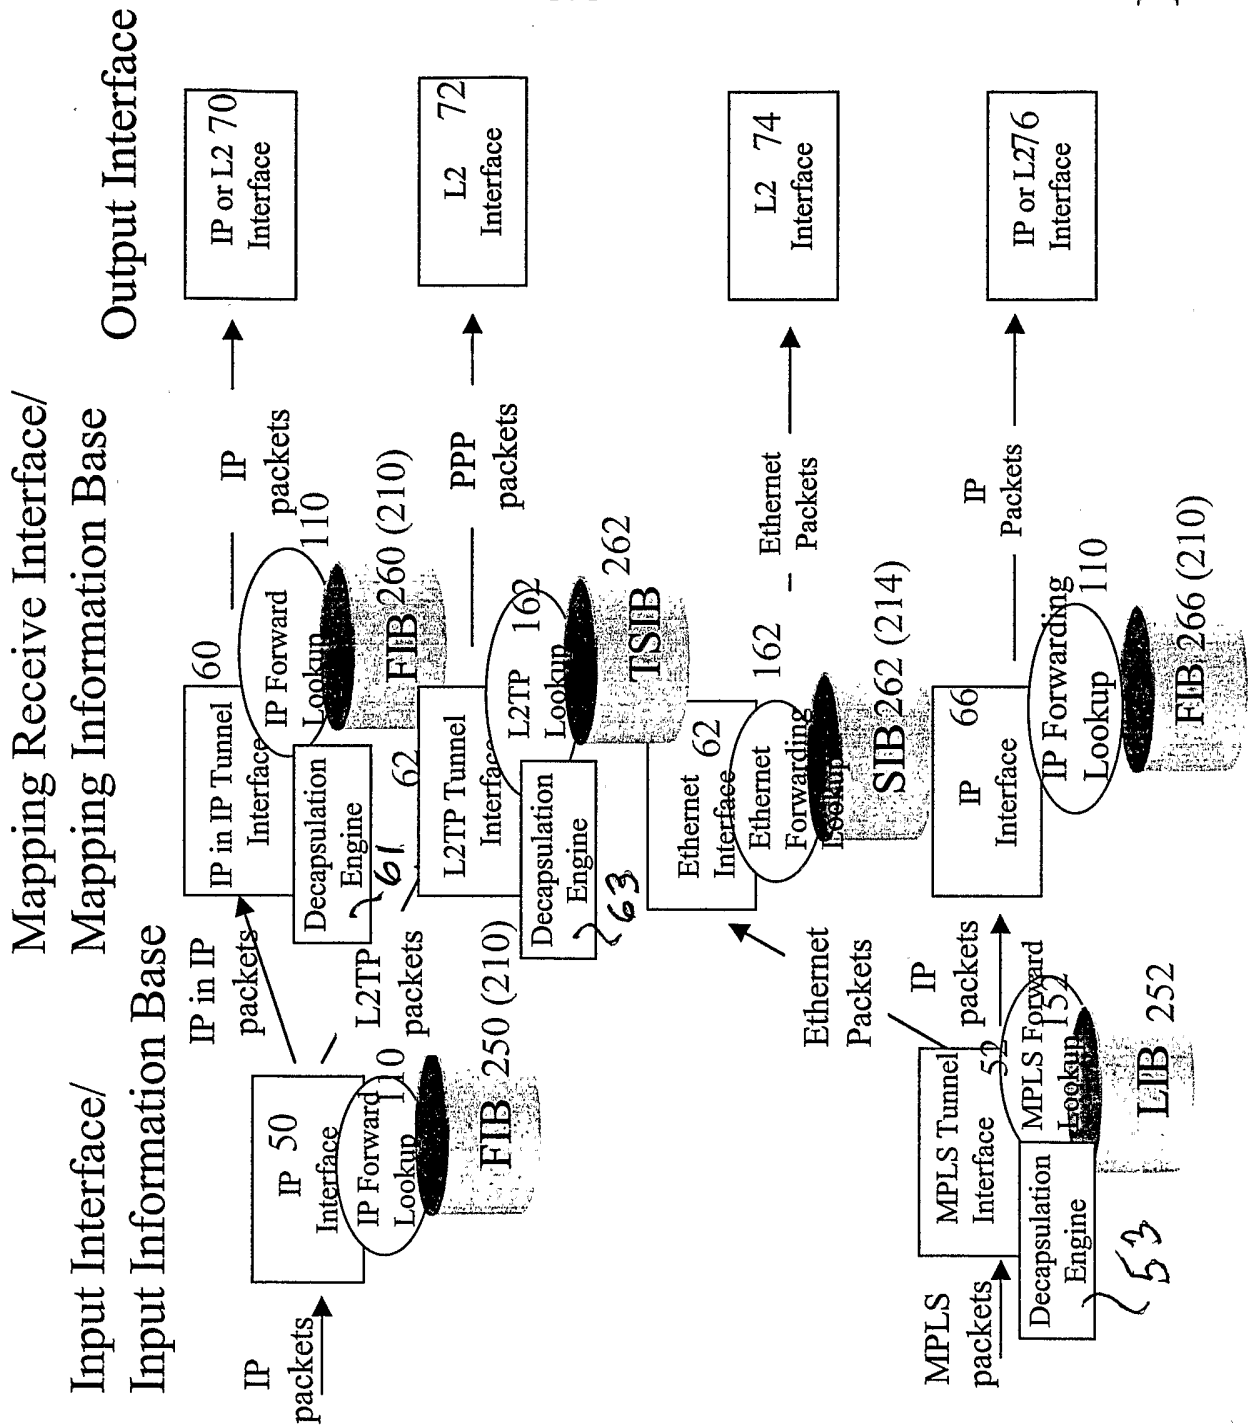 Input Interface/
Input Information Base
Mapping Receive Interface/
Mapping Information Base
Output Interface
IP
packets
IP 50
Interface
IP Forward
Lookup
110
FIB 250 (210)
IP in IP
packets
L2TP
packets
IP in IP Tunnel
Interface
60
IP Forward
Lookup
110
FIB 260 (210)
Decapsulation
Engine
61
IP
packets
IP or L2 70
Interface
62
L2TP Tunnel
Interface
L2TP
Lookup
162
TSIB
262
Decapsulation
Engine
63
PPP
packets
L2 72
Interface
Ethernet
Interface
62
Ethernet
Forwarding
Lookup
162
SIB 262 (214)
Ethernet
Packets
L2 74
Interface
MPLS
packets
MPLS Tunnel
Interface
52
MPLS Forward
Lookup
152
LIB 252
Decapsulation
Engine
53
Ethernet
Packets
IP
packets
IP 66
Interface
IP Forwarding
Lookup
110
FIB 266 (210)
IP
Packets
IP or L276
Interface